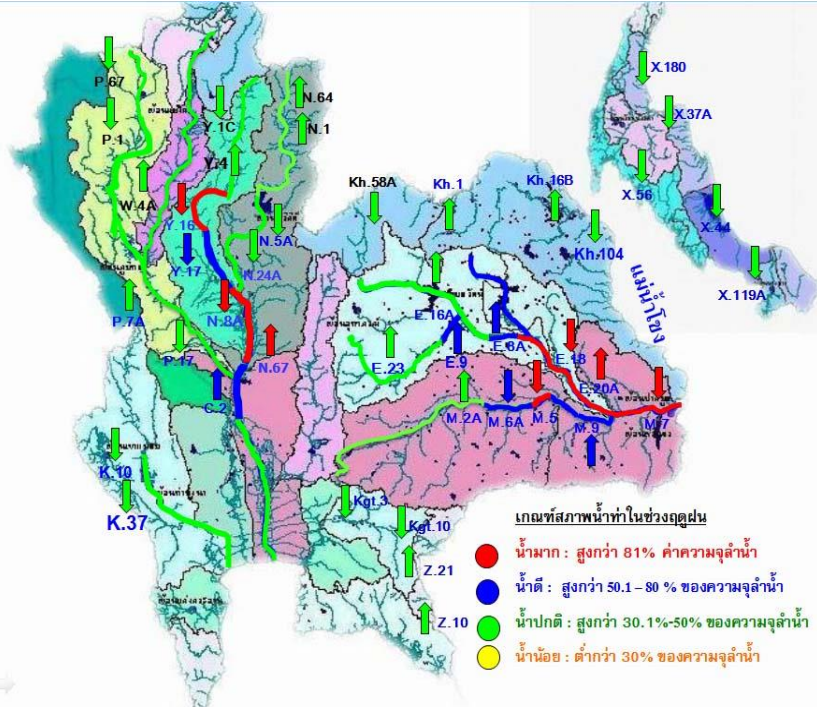 P.67
P.1
W.4A
Y.1C
Y.4
N.64
N.1
Y.16
Y.17
N.5A
N.24A
N.8A
N.67
P.7A
P.17
C.2
K.10
K.37
Kh.58A
Kh.1
Kh.16B
Kh.104
แม่น้ำโขง
E.16A
E.23
E.9
E.8A
E.18
E.20A
M.2A
M.6A
M.5
M.9
M.7
Kgt.3
Kgt.10
Z.21
Z.10
X.180
X.37A
X.56
X.44
X.119A
เกณฑ์สภาพน้ำท่าในช่วงฤดูฝน
น้ำมาก : สูงกว่า 81% ค่าความจุลำน้ำ
น้ำดี : สูงกว่า 50.1 – 80 % ของความจุลำน้ำ
น้ำปกติ : สูงกว่า 30.1%-50% ของความจุลำน้ำ
น้ำน้อย : ต่ำกว่า 30% ของความจุลำน้ำ